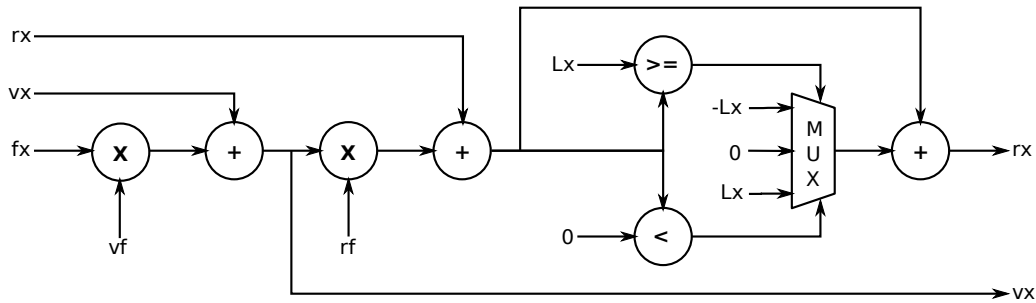 rx
Lx
>=
vx
-Lx
fx
X
+
X
+
M
U
X
0
+
rx
Lx
vf
rf
0
<
vx